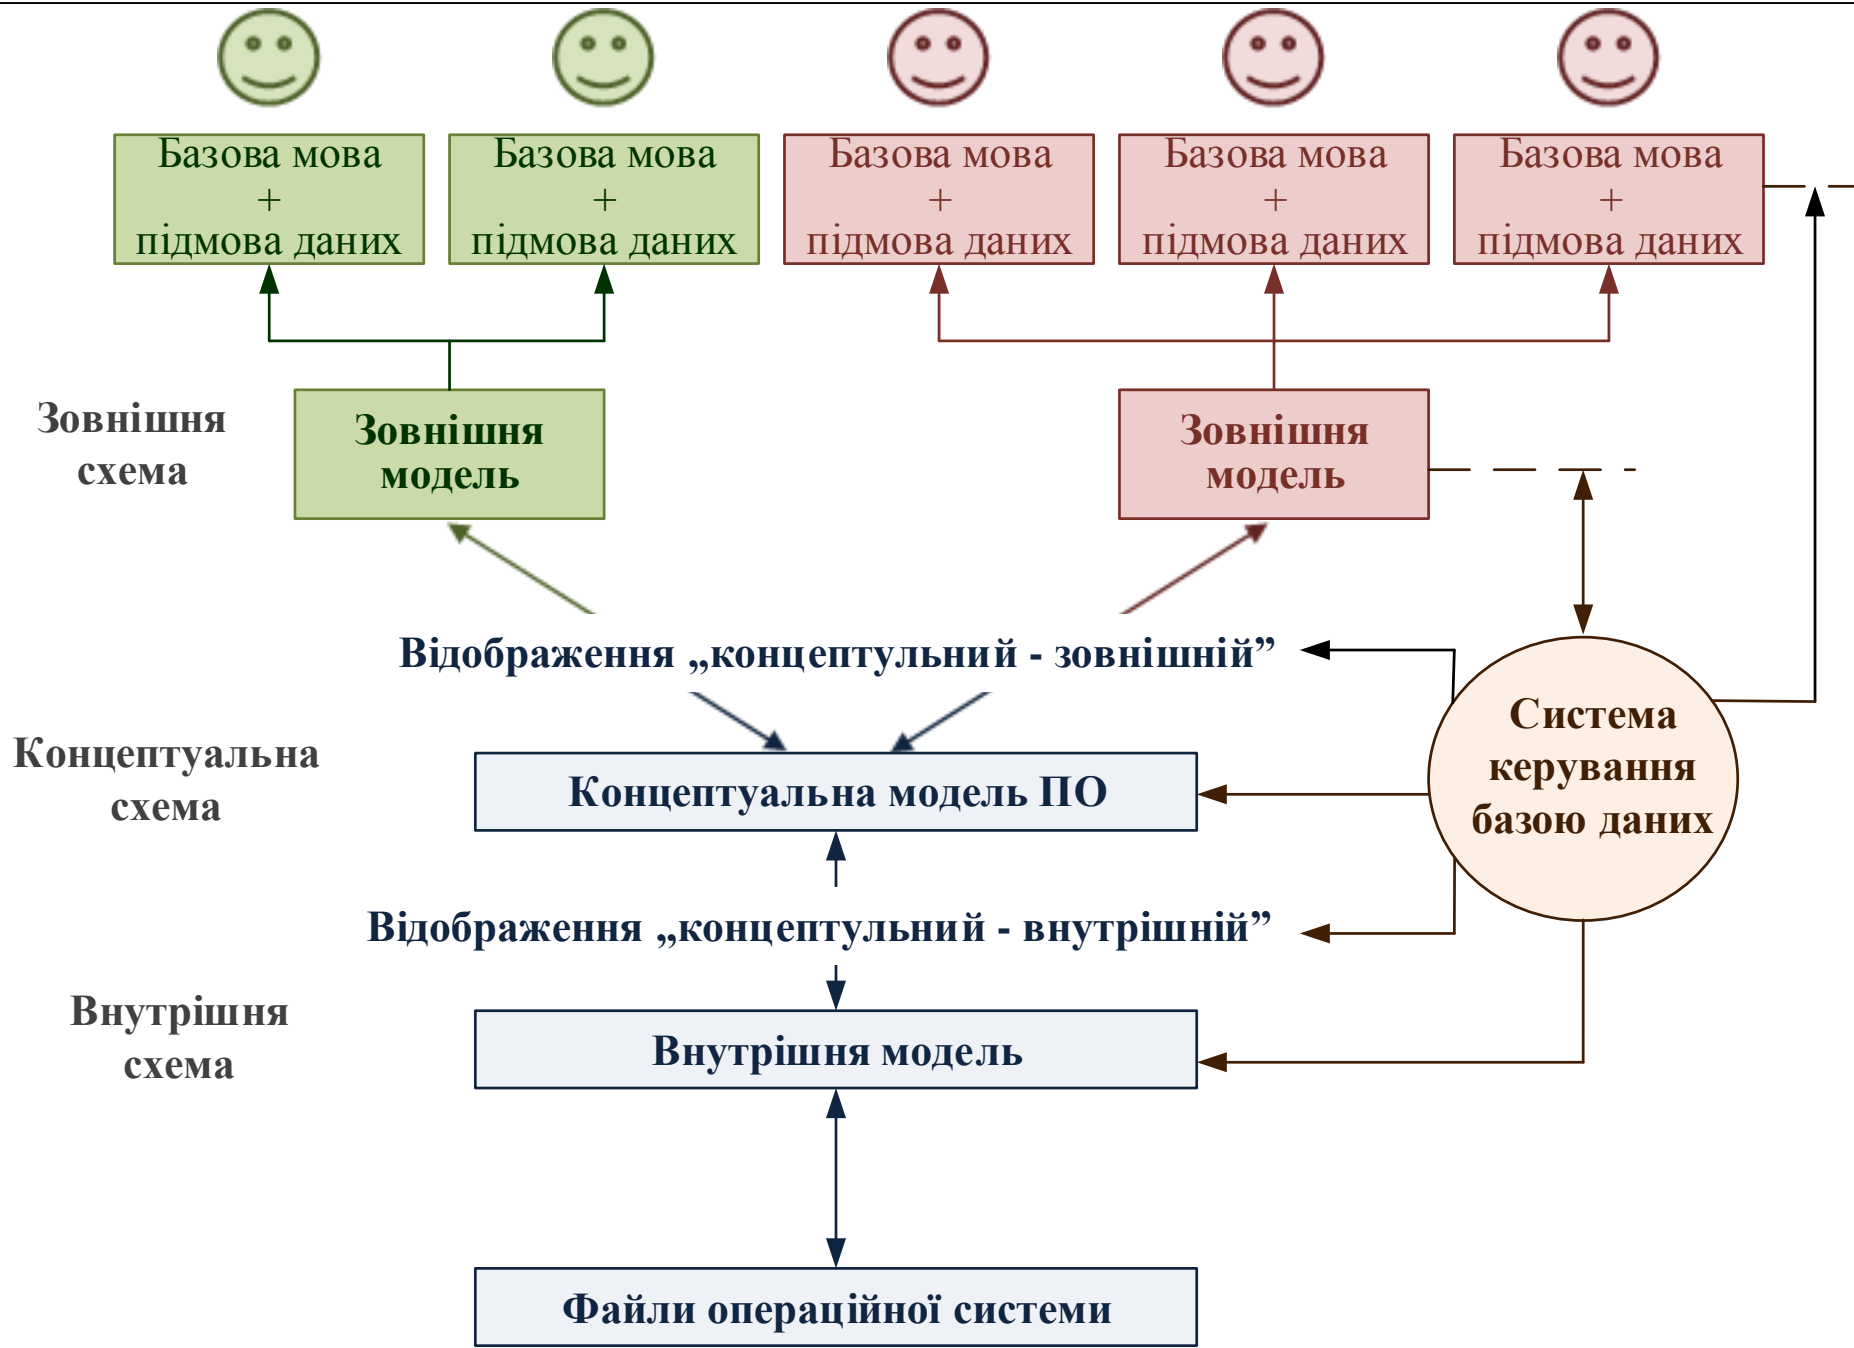 Базова мова
+
підмова даних
Базова мова
+
підмова даних
Базова мова
+
підмова даних
Базова мова
+
підмова даних
Базова мова
+
підмова даних
Зовнішня
схема
Зовнішня
модель
Зовнішня
модель
Відображення „концептульний - зовнішній”
Концептуальна
схема
Концептуальна модель ПО
Система
керування
базою даних
Відображення „концептульний - внутрішній”
Внутрішня
схема
Внутрішня модель
Файли операційної системи